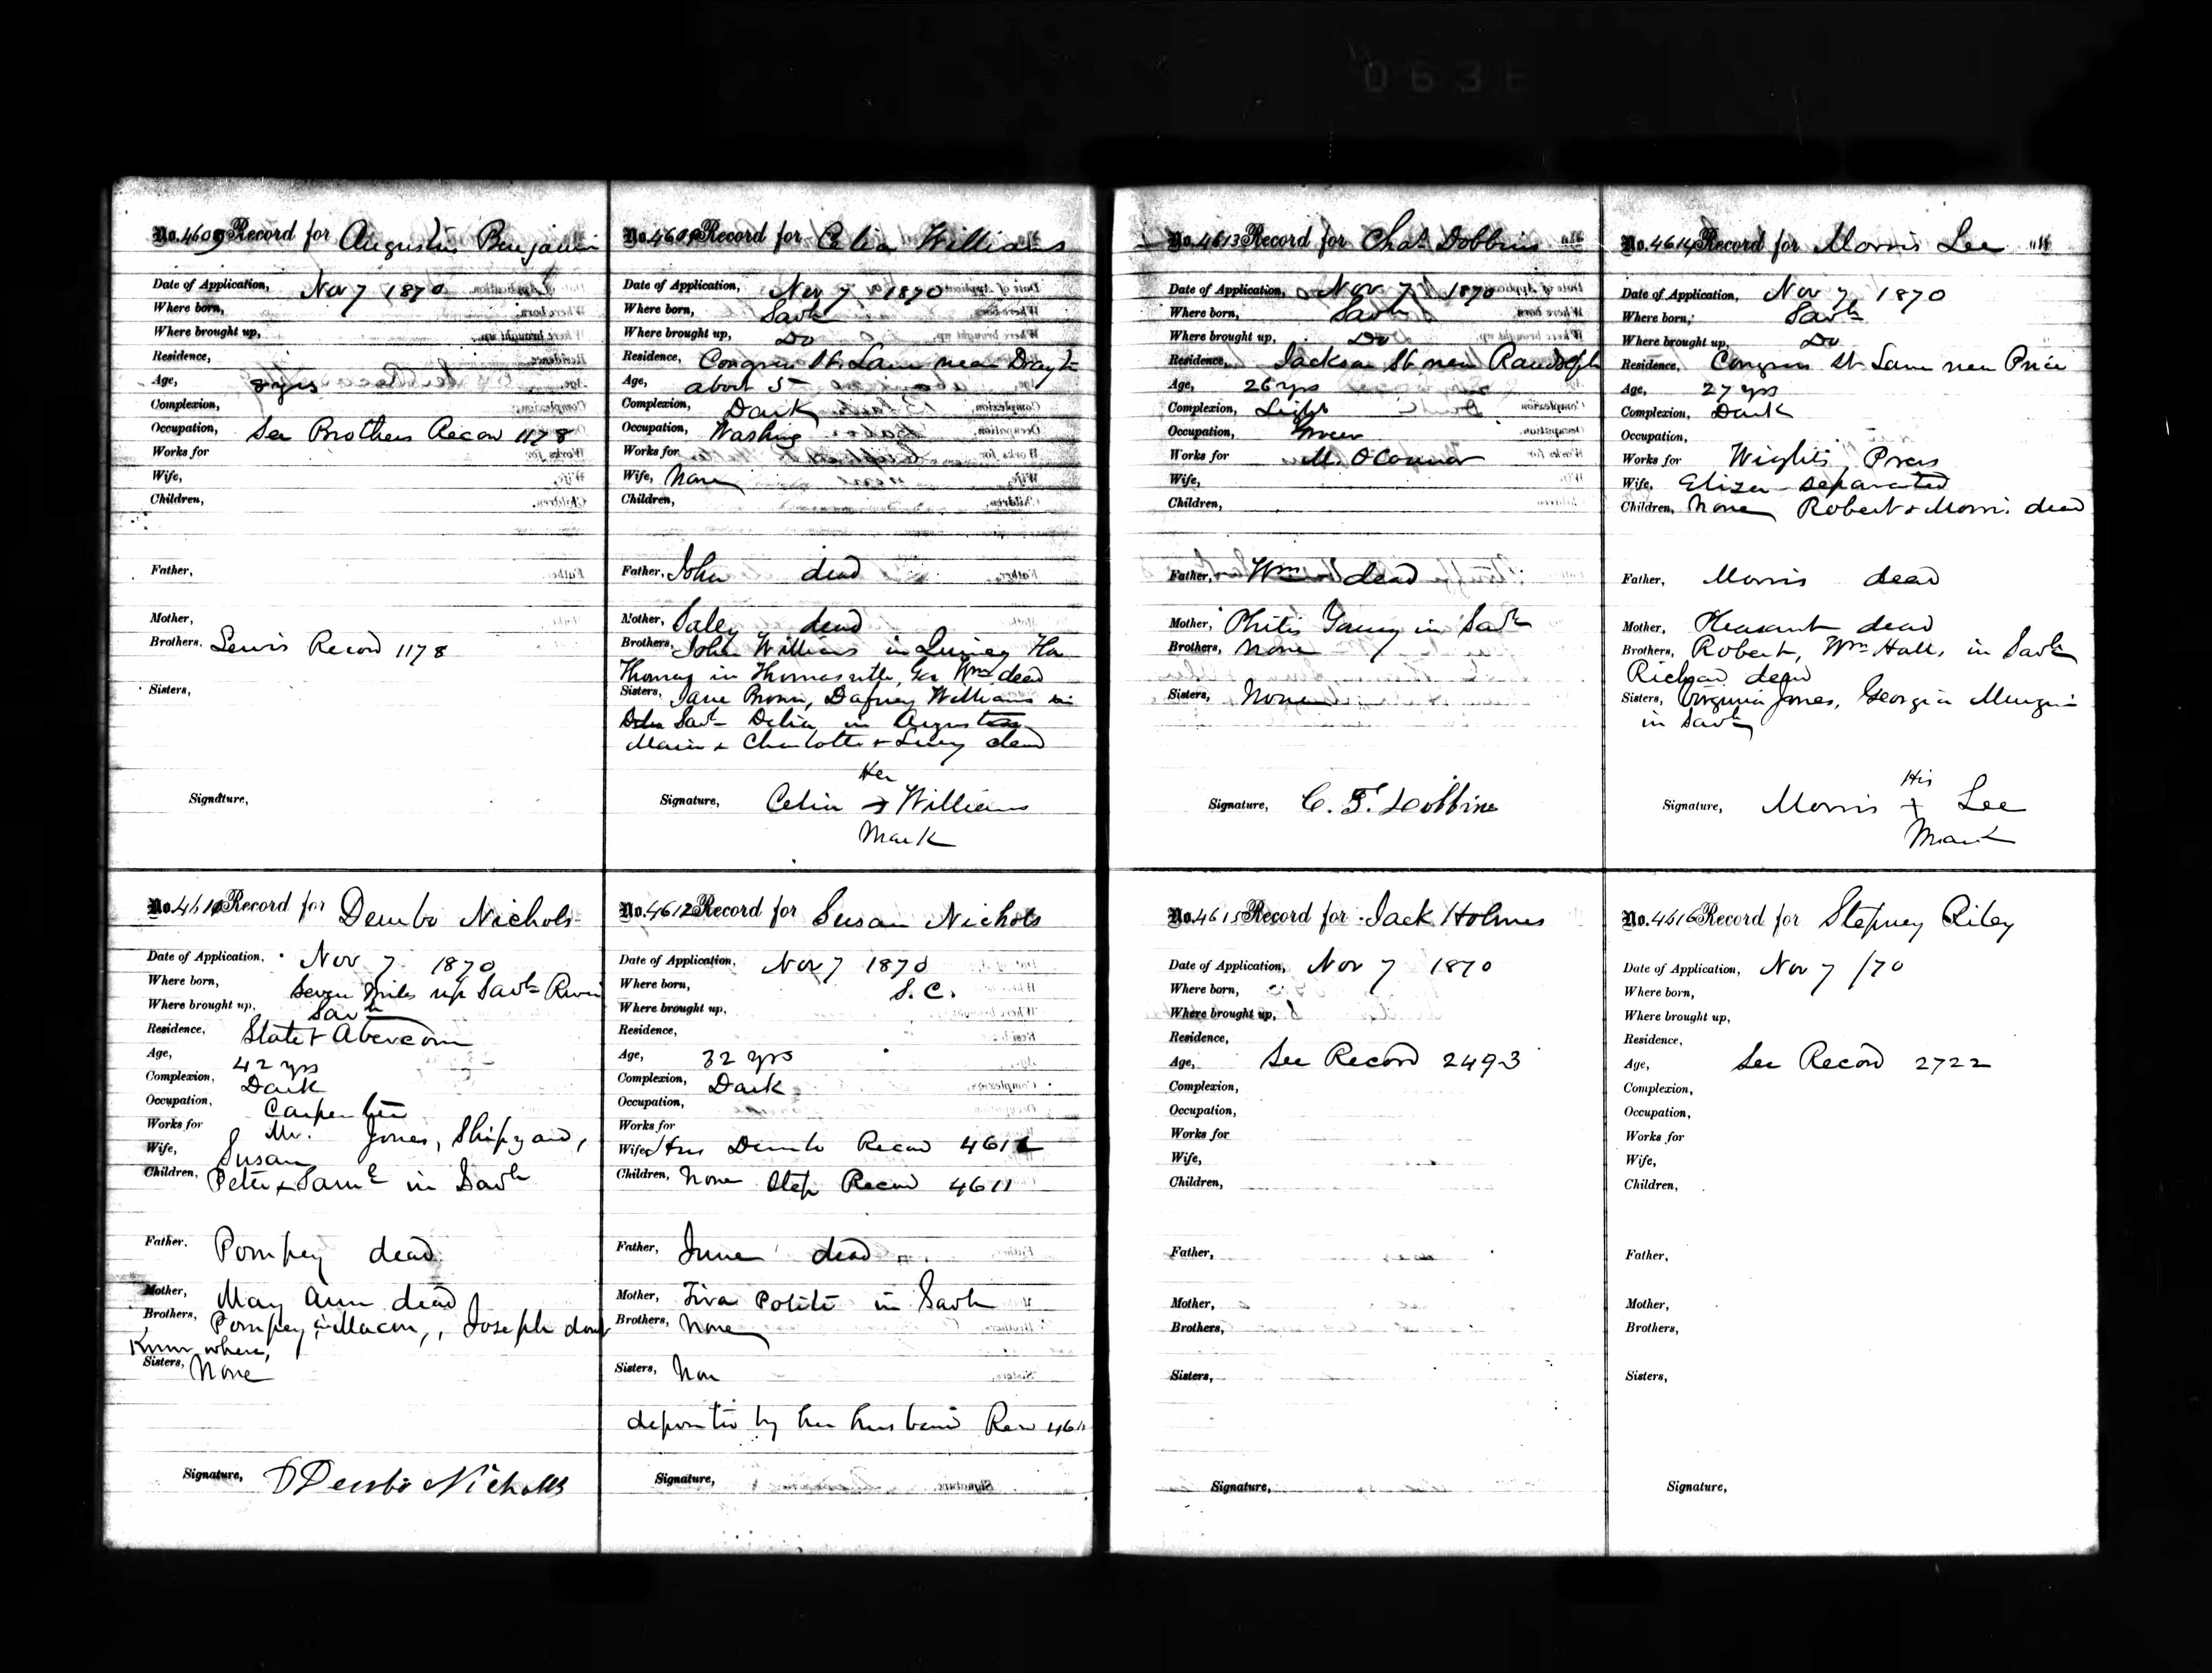 No. 4609 Record for Augustus Benjamin
Date of Application, Nov 7 1870
Where born,
Where brought up,
Residence,
Age, 8 yrs
Complexion,
Occupation, See Brothers Record 1178
Works for
Wife,
Children,
Father,
Mother,
Brothers, Lewis Record 1178
Sisters,
Signature,
No. 4609 Record for Celia Williams
Date of Application, Nov 7 1870
Where born, Savh
Where brought up, Do
Residence, Congress St. Lane near Drayt
Age, about 5
Complexion, Dark
Occupation, Washing
Works for
Wife, None
Children,
Father, John dead
Mother, dead
Brothers, John Williams in Quincy
Thomas in Thomasville, Ga Wm dead
Sisters, Jane Brown, Dafney Williams in
Savh Delia in Augusta
Maria & Charlotte & Lucy dead
Her
Signature, Celia x Williams
Mark
No. 4610 Record for Dembo Nichols
Date of Application, Nov 7 1870
Where born, Seven Miles up Savh River
Where brought up, Savh
Residence, State & Abercorn
Age, 42 yrs
Complexion, Dark
Occupation, Carpenter
Works for Mr. Jones, Shipyard,
Wife, Susan
Children, Peter & Saml in Savh
Father, Pompey dead
Mother, May Ann dead
Brothers, Pompey in Macon, Joseph dont
Know where,
Sisters, None
Signature, Dembo Nicholls
No. 4612 Record for Susan Nichols
Date of Application, Nov 7 1870
Where born, S.C.
Where brought up,
Residence,
Age, 32 yrs
Complexion, Dark
Occupation,
Works for
Wife, Hus Dembo Record 4611
Children, None Step Record 4611
Father, June dead
Mother, Tira Polite in Savh
Brothers, None
Sisters, Non
deposited by her husband Rec 4611
Signature,
No. 4613 Record for Chas. Dobbins
Date of Application, Nov 7 1870
Where born, Savh
Where brought up, Do
Residence, Jackson St. near Randolph
Age, 26 yrs
Complexion, Light
Occupation, Grocer
Works for M. OConnor
Wife,
Children,
Father, Wm dead
Mother, Philis Young in Savh
Brothers, None
Sisters, None
Signature, C. F. Dobbins
No. 4614 Record for Morris Lee
Date of Application, Nov 7, 1870
Where born, Savh
Where brought up, Do
Residence, Congress St Lane near Price
Age, 27 yrs
Complexion, Dark
Occupation,
Works for Wights Press
Wife, Eliza - separated
Children, None Robert & Morris dead
Father, Morris dead
Mother, Pleasant dead
Brothers, Robert, Wm Hall, in Savh
Richard dead
Sisters, Virginia Jones, Georgia
in Savh
His
Signature, Morris + Lee
Mark
No. 4615 Record for Jack Holmes
Date of Application, Nov 7 1870
Where born,
Where brought up,
Residence,
Age, See Record 2493
Complexion,
Occupation,
Works for
Wife,
Children,
Father,
Mother,
Brothers,
Sisters,
Signature,
No. 4616 Record for Stepney Riley
Date of Application, Nov 7 /70
Where born,
Where brought up,
Residence,
Age, See Record 2722
Complexion,
Occupation,
Works for
Wife,
Children,
Father,
Mother,
Brothers,
Sisters,
Signature,